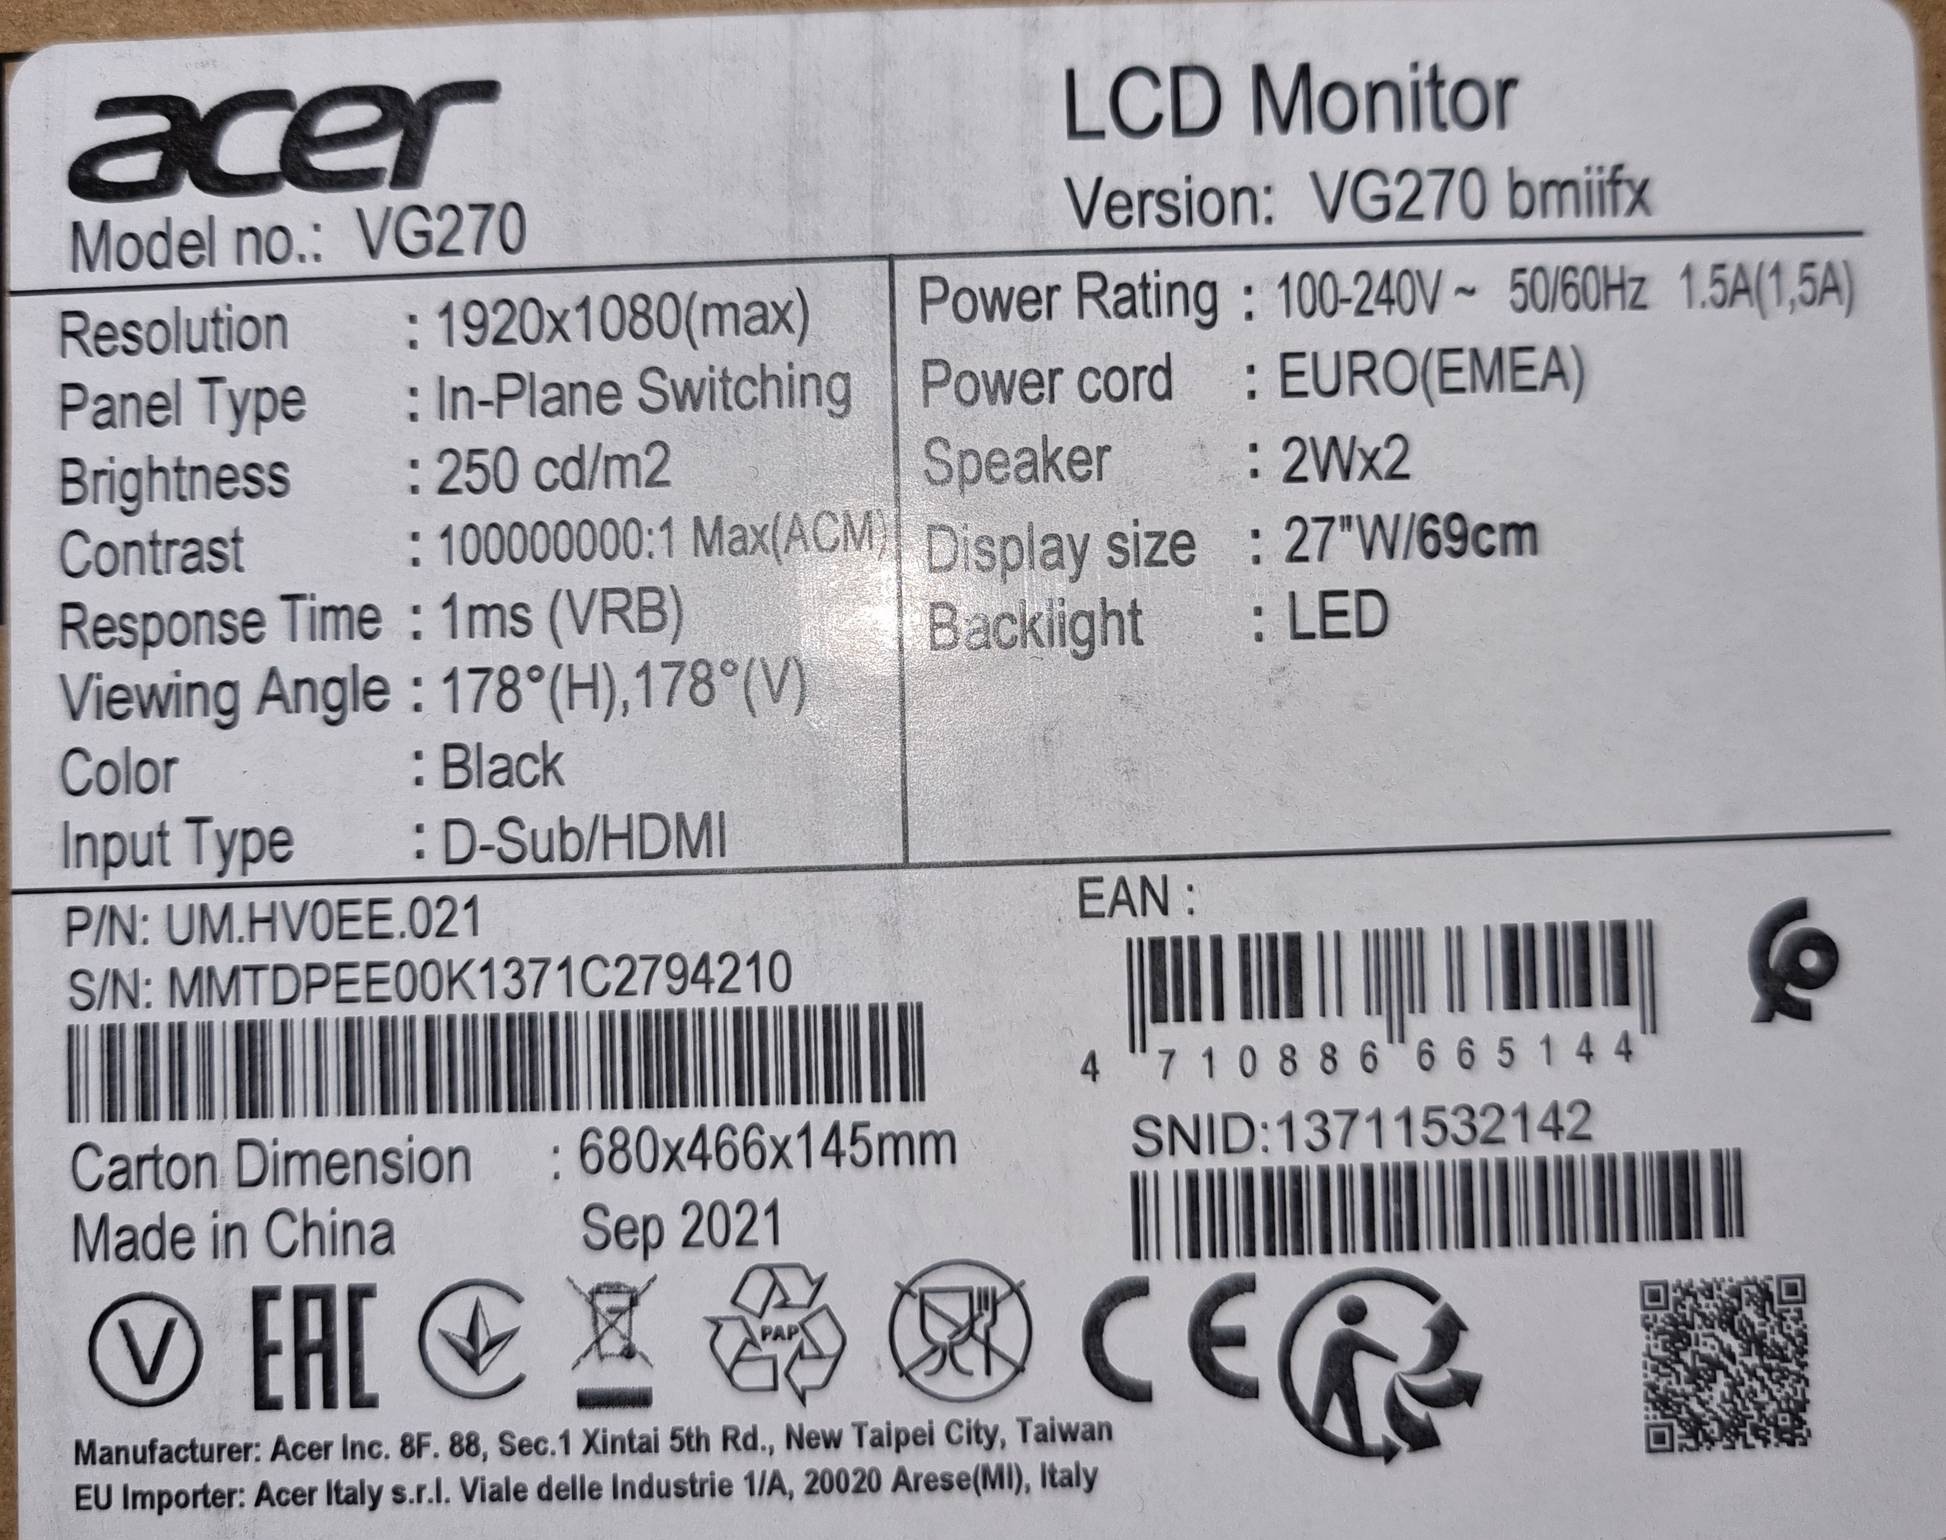 acer
LCD Monitor
Model no.: VG270
Version: VG270 bmiifx
Resolution : 1920x1080(max)
Panel Type : In-Plane Switching
Brightness : 250 cd/m2
Contrast : 100000000:1 Max(ACM)
Response Time : 1ms (VRB)
Viewing Angle : 178°(H),178°(V)
Color : Black
Input Type : D-Sub/HDMI
Power Rating : 100-240V ~ 50/60Hz 1.5A(1,5A)
Power cord : EURO(EMEA)
Speaker : 2Wx2
Display size : 27"W/69cm
Backlight : LED
P/N: UM.HV0EE.021
S/N: MMTDPEE00K1371C2794210
Carton Dimension : 680x466x145mm
Made in China Sep 2021
EAN :
4 710886 665144
SNID:13711532142
V EAC PAP CE
Manufacturer: Acer Inc. 8F. 88, Sec.1 Xintai 5th Rd., New Taipei City, Taiwan
EU Importer: Acer Italy s.r.l. Viale delle Industrie 1/A, 20020 Arese(MI), Italy